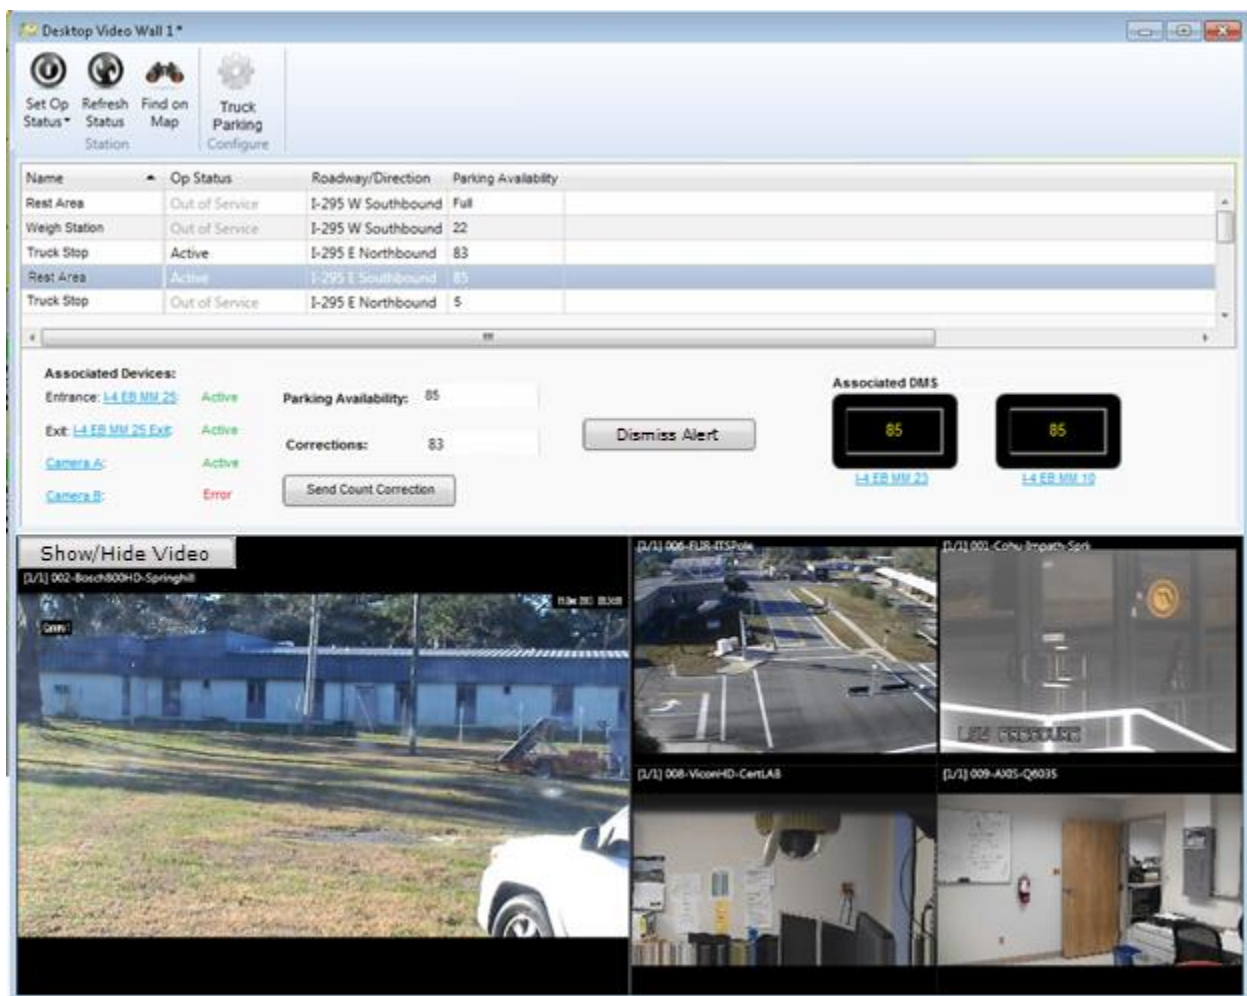 Desktop Video Wall 1*
Set Op Status
Refresh Status
Find on Map
Truck Parking
Station
Configure
Name Op Status Roadway/Direction Parking Availability
Rest Area Out of Service I-295 W Southbound Full
Weigh Station Out of Service I-295 W Southbound 22
Truck Stop Active I-295 E Northbound 83
Rest Area Active I-295 E Southbound 85
Truck Stop Out of Service I-295 E Northbound 5
Associated Devices:
Entrance: I-4 EB MM 25: Active
Exit: I-4 EB MM 25 Exit: Active
Camera A: Active
Camera B: Error
Parking Availability: 85
Corrections: 83
Send Count Correction
Dismiss Alert
Associated DMS
85 85
I-4 EB MM 23 I-4 EB MM 10
Show/Hide Video
[1/1] 002-Bosch800HD-Springhill
[1/1] 006-FLIR-ITSPole
[1/1] 001-Cohu-Impath-Sprk
[1/1] 008-ViconHD-CertLAB
[1/1] 009-AXIS-Q6035